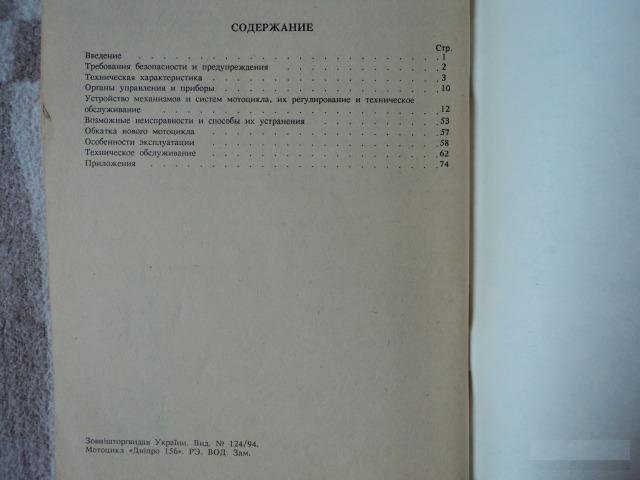 СОДЕРЖАНИЕ
Стр.
Введение . . . . . . . . . . . . . . . . . . . 1
Требования безопасности и предупреждения . . . . . . . . 2
Техническая характеристика . . . . . . . . . . . . . . 3
Органы управления и приборы . . . . . . . . . . . . . 10
Устройство механизмов и систем мотоцикла, их регулирование и техническое
обслуживание . . . . . . . . . . . . . . . . . . 12
Возможные неисправности и способы их устранения . . . . . . . 53
Обкатка нового мотоцикла . . . . . . . . . . . . . . 57
Особенности эксплуатации . . . . . . . . . . . . . . 58
Техническое обслуживание . . . . . . . . . . . . . . 62
Приложения . . . . . . . . . . . . . . . . . . 74
Зовнішторгвидав України. Вид. № 124/94.
Мотоцикл «Дніпро 156». РЭ. ВОД. Зам.